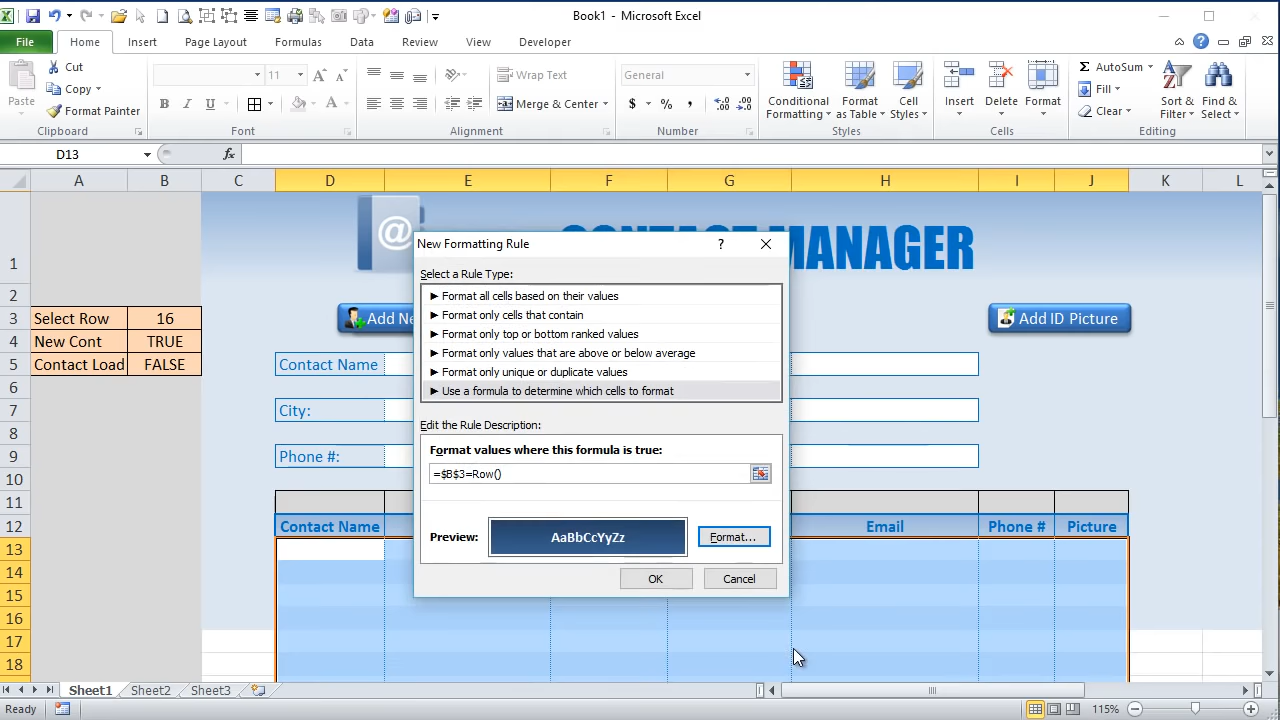 Book1 - Microsoft Excel
File Home Insert Page Layout Formulas Data Review View Developer
Paste
Cut
Copy
Format Painter
Clipboard
11
B I U
Font
Wrap Text
Merge & Center
Alignment
General
$ % ,
Number
Conditional Formatting
Format as Table
Cell Styles
Styles
Insert
Delete
Format
Cells
AutoSum
Fill
Clear
Sort & Filter
Find & Select
Editing
D13
fx
A B C D E F G H I J K L
1
@
CONTACT MANAGER
2
3 Select Row 16
Add Ne
Add ID Picture
4 New Cont TRUE
5 Contact Load FALSE
Contact Name
6
7
City:
8
9
Phone #:
10
11
12
Contact Name Email Phone # Picture
13
14
15
16
17
18
New Formatting Rule
?
Select a Rule Type:
► Format all cells based on their values
► Format only cells that contain
► Format only top or bottom ranked values
► Format only values that are above or below average
► Format only unique or duplicate values
► Use a formula to determine which cells to format
Edit the Rule Description:
Format values where this formula is true:
=$B$3=Row()
Preview: AaBbCcYyZz Format...
OK Cancel
Sheet1 Sheet2 Sheet3
Ready
115%